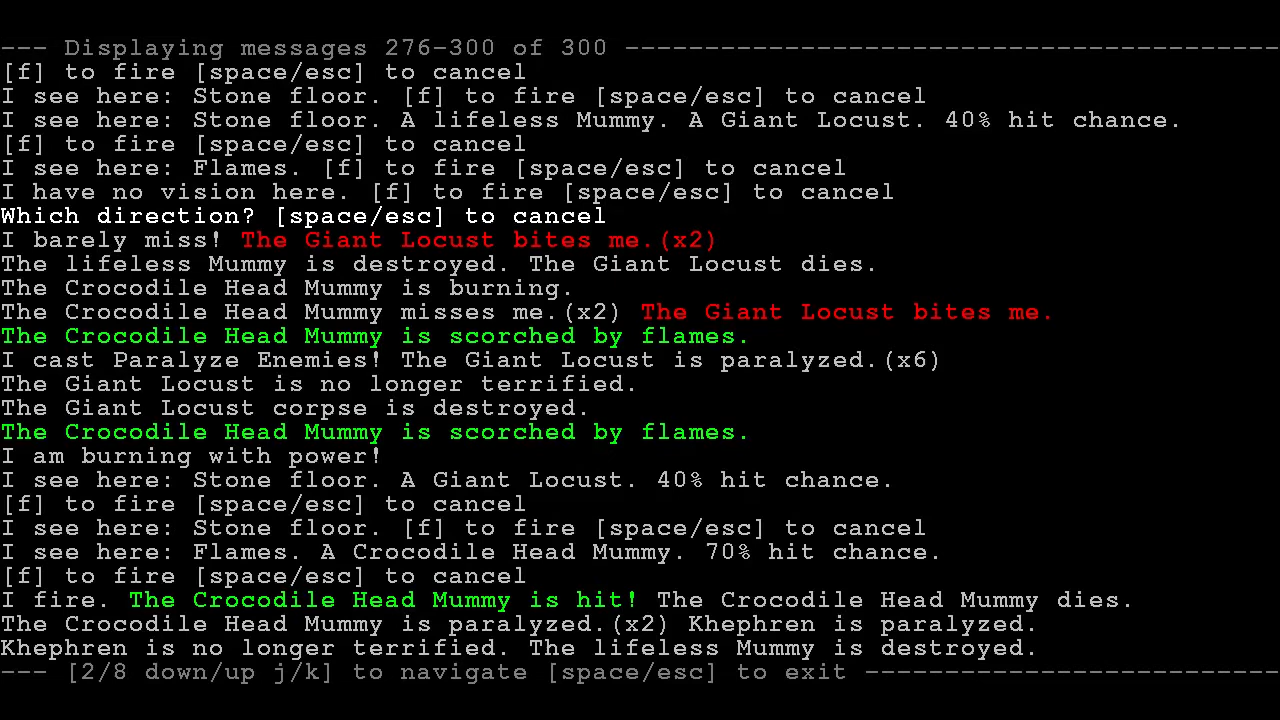 --- Displaying messages 276-300 of 300 -----------------------------------------
[f] to fire [space/esc] to cancel
I see here: Stone floor. [f] to fire [space/esc] to cancel
I see here: Stone floor. A lifeless Mummy. A Giant Locust. 40% hit chance.
[f] to fire [space/esc] to cancel
I see here: Flames. [f] to fire [space/esc] to cancel
I have no vision here. [f] to fire [space/esc] to cancel
Which direction? [space/esc] to cancel
I barely miss! The Giant Locust bites me.(x2)
The lifeless Mummy is destroyed. The Giant Locust dies.
The Crocodile Head Mummy is burning.
The Crocodile Head Mummy misses me.(x2) The Giant Locust bites me.
The Crocodile Head Mummy is scorched by flames.
I cast Paralyze Enemies! The Giant Locust is paralyzed.(x6)
The Giant Locust is no longer terrified.
The Giant Locust corpse is destroyed.
The Crocodile Head Mummy is scorched by flames.
I am burning with power!
I see here: Stone floor. A Giant Locust. 40% hit chance.
[f] to fire [space/esc] to cancel
I see here: Stone floor. [f] to fire [space/esc] to cancel
I see here: Flames. A Crocodile Head Mummy. 70% hit chance.
[f] to fire [space/esc] to cancel
I fire. The Crocodile Head Mummy is hit! The Crocodile Head Mummy dies.
The Crocodile Head Mummy is paralyzed.(x2) Khephren is paralyzed.
Khephren is no longer terrified. The lifeless Mummy is destroyed.
--- [2/8 down/up j/k] to navigate [space/esc] to exit --------------------------